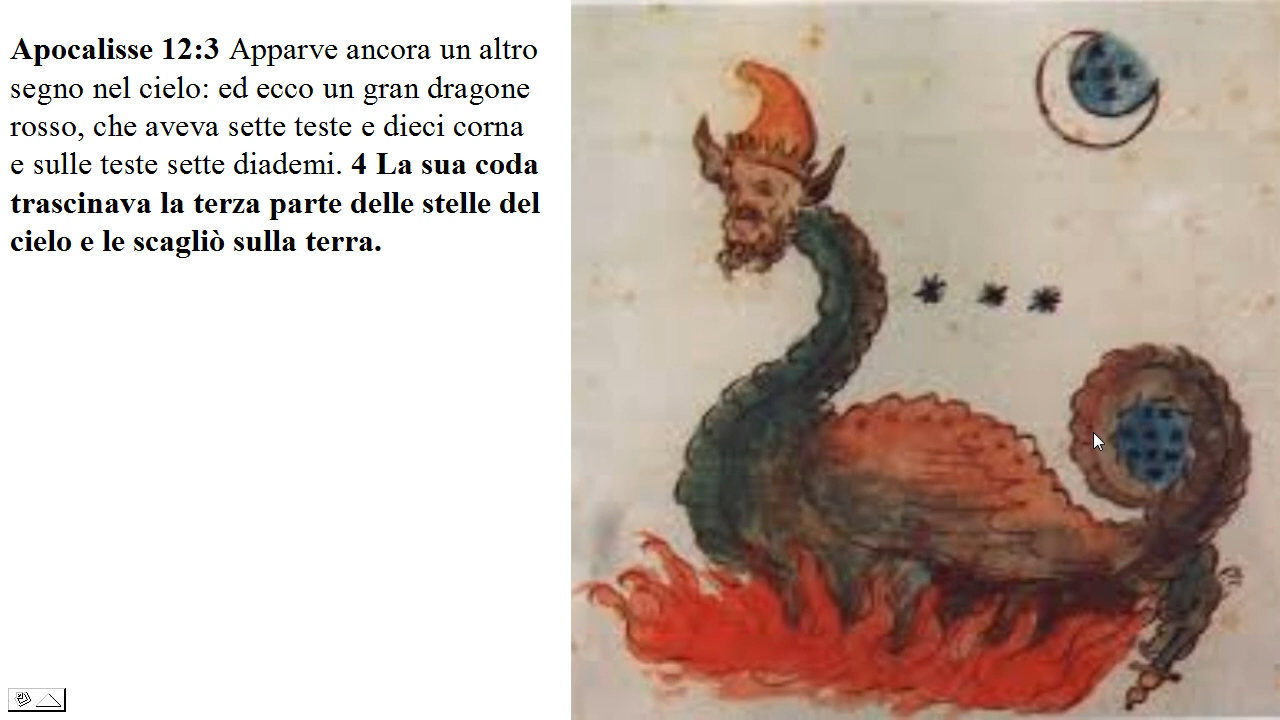 Apocalisse 12:3 Apparve ancora un altro
segno nel cielo: ed ecco un gran dragone
rosso, che aveva sette teste e dieci corna
e sulle teste sette diademi. 4 La sua coda
trascinava la terza parte delle stelle del
cielo e le scagliò sulla terra.